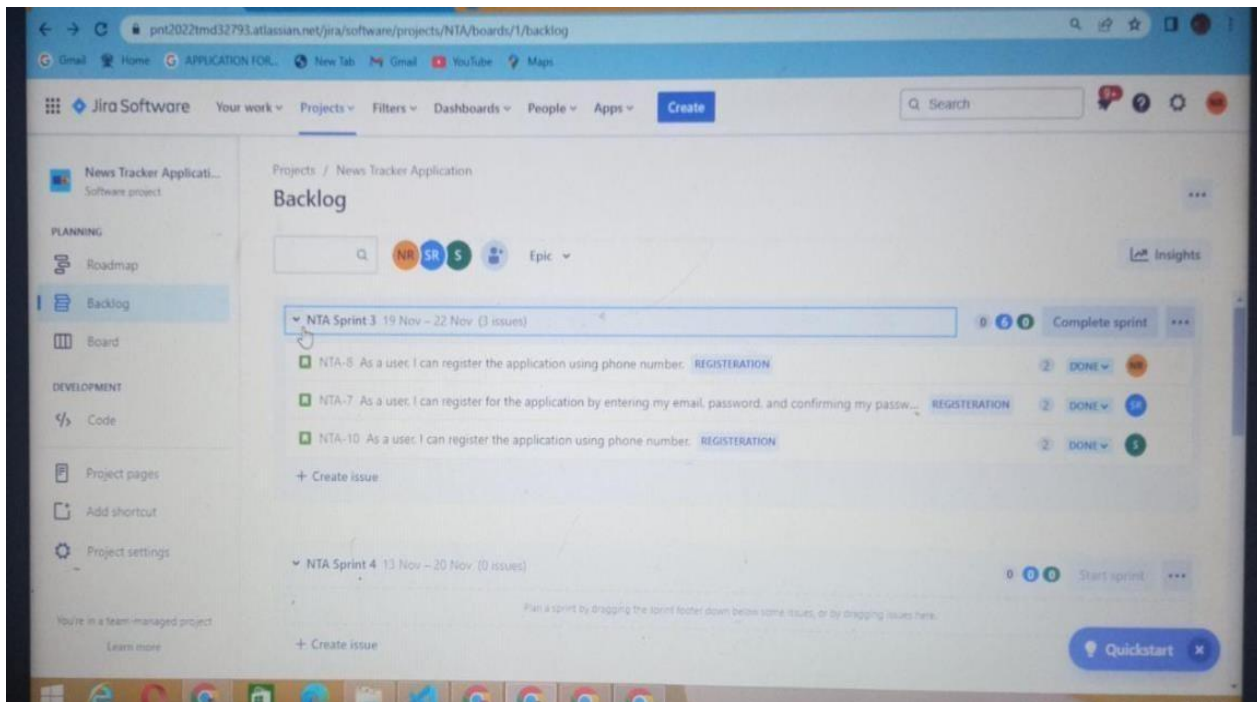 pnt2022tmd32793.atlassian.net/jira/software/projects/NTA/boards/1/backlog
Gmail Home APPLICATION FOR... New Tab Gmail YouTube Maps
Jira Software Your work Projects Filters Dashboards People Apps Create Search 9+ NR
News Tracker Applicati...
Software project
Projects / News Tracker Application
Backlog
PLANNING
Roadmap
Backlog
Board
DEVELOPMENT
Code
Project pages
Add shortcut
Project settings
You're in a team-managed project
Learn more
NR SR S Epic Insights
NTA Sprint 3 19 Nov – 22 Nov (3 issues) 0 6 0 Complete sprint
NTA-8 As a user, I can register the application using phone number. REGISTERATION 2 DONE NR
NTA-7 As a user, I can register for the application by entering my email, password, and confirming my passw... REGISTERATION 2 DONE SR
NTA-10 As a user, I can register the application using phone number. REGISTERATION 2 DONE S
+ Create issue
NTA Sprint 4 13 Nov – 20 Nov (0 issues) 0 0 0 Start sprint
Plan a sprint by dragging the sprint footer down below some issues, or by dragging issues here.
+ Create issue
Quickstart